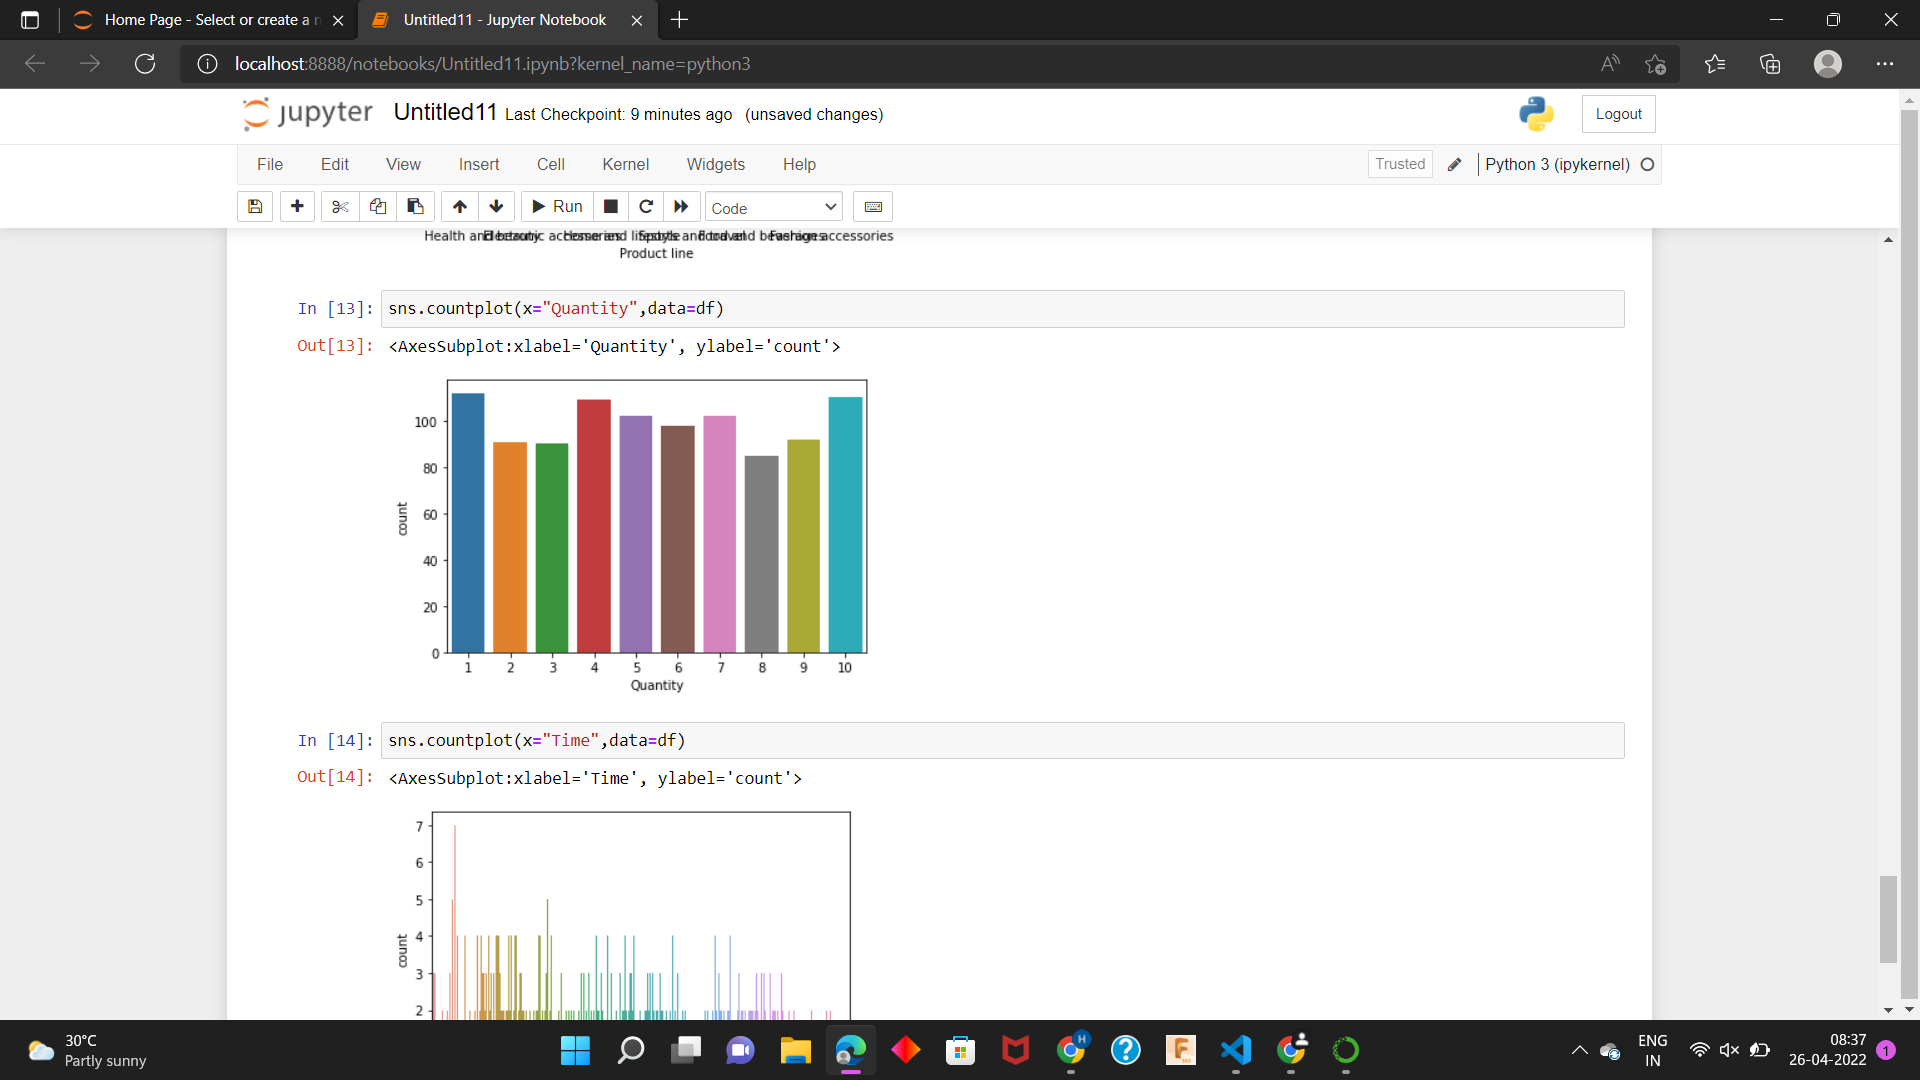 Home Page - Select or create a n
Untitled11 - Jupyter Notebook
localhost:8888/notebooks/Untitled11.ipynb?kernel_name=python3
jupyter Untitled11 Last Checkpoint: 9 minutes ago (unsaved changes)
Logout
File Edit View Insert Cell Kernel Widgets Help
Trusted Python 3 (ipykernel)
Run Code
Health and beauty Electronic accessories Home and lifestyle Sports and travel Food and beverages Fashion accessories
Product line
In [13]: sns.countplot(x="Quantity",data=df)
Out[13]: <AxesSubplot:xlabel='Quantity', ylabel='count'>
100
80
60
40
20
0
count
1 2 3 4 5 6 7 8 9 10
Quantity
In [14]: sns.countplot(x="Time",data=df)
Out[14]: <AxesSubplot:xlabel='Time', ylabel='count'>
7
6
5
4
3
2
count
30°C
Partly sunny
H
?
F
ENG
IN
08:37
26-04-2022
1